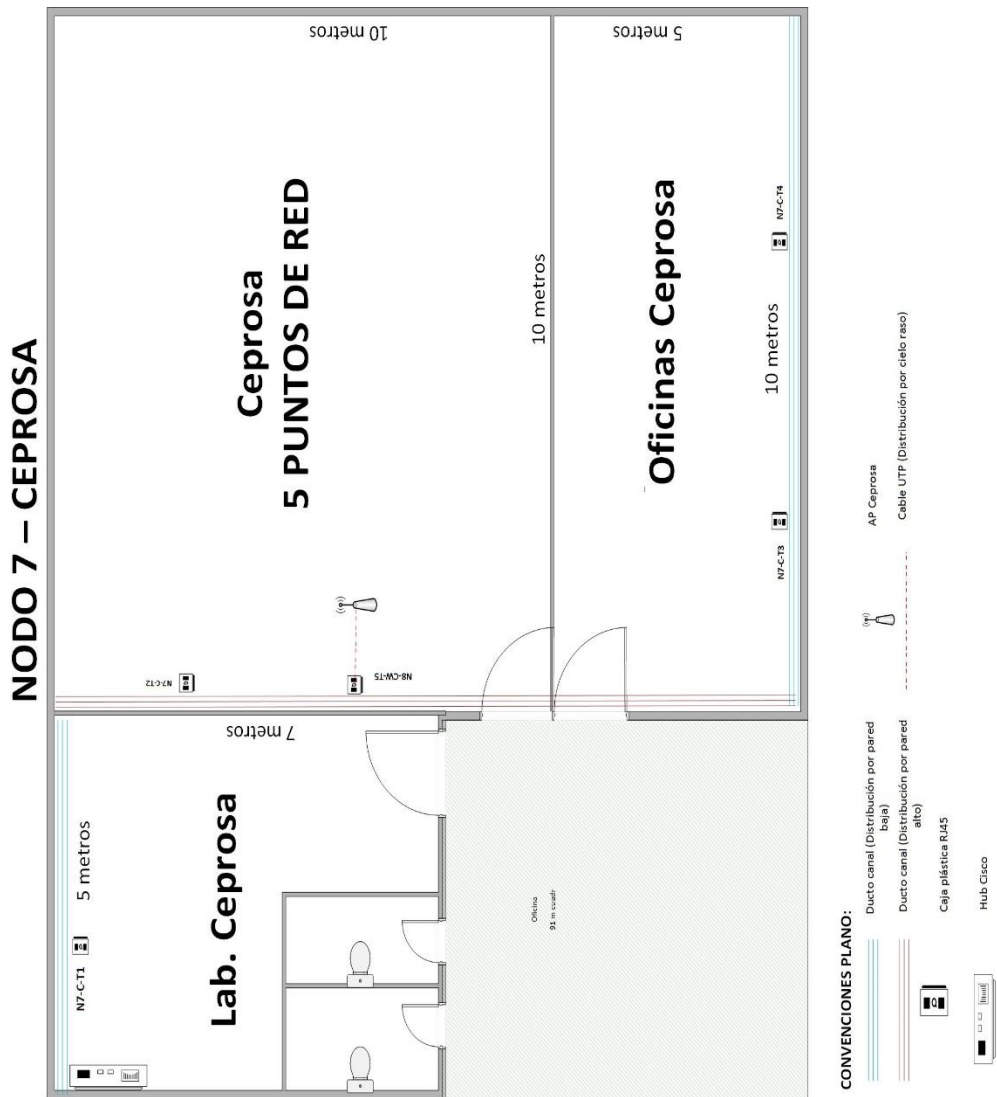 NODO 7 – CEPROSA
10 metros
5 metros
Ceprosa
5 PUNTOS DE RED
10 metros
Oficinas Ceprosa
10 metros
N7-C-T4
N7-C-T3
N7-C-T2
N8-CW-T5
7 metros
5 metros
Lab. Ceprosa
N7-C-T1
Oficina
91 m cuadr
CONVENCIONES PLANO:
Ducto canal (Distribución por pared
baja)
Ducto canal (Distribución por pared
alto)
Caja plástica RJ45
Hub Cisco
AP Ceprosa
Cable UTP (Distribución por cielo raso)